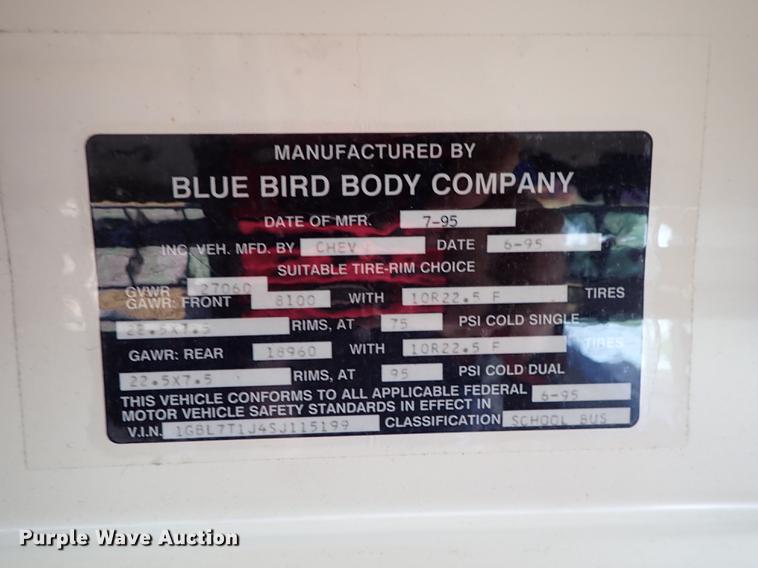 MANUFACTURED BY
BLUE BIRD BODY COMPANY
DATE OF MFR. 7-95
INC. VEH. MFD. BY CHEV DATE 6-95
SUITABLE TIRE-RIM CHOICE
GVWR 27060
GAWR: FRONT 8100 WITH 10R22.5 F TIRES
22.5X7.5 RIMS, AT 75 PSI COLD SINGLE
GAWR: REAR 18960 WITH 10R22.5 F TIRES
22.5X7.5 RIMS, AT 95 PSI COLD DUAL
THIS VEHICLE CONFORMS TO ALL APPLICABLE FEDERAL 6-95
MOTOR VEHICLE SAFETY STANDARDS IN EFFECT IN
V.I.N. 1GBL7T1J4SJ115199 CLASSIFICATION SCHOOL BUS
Purple Wave Auction